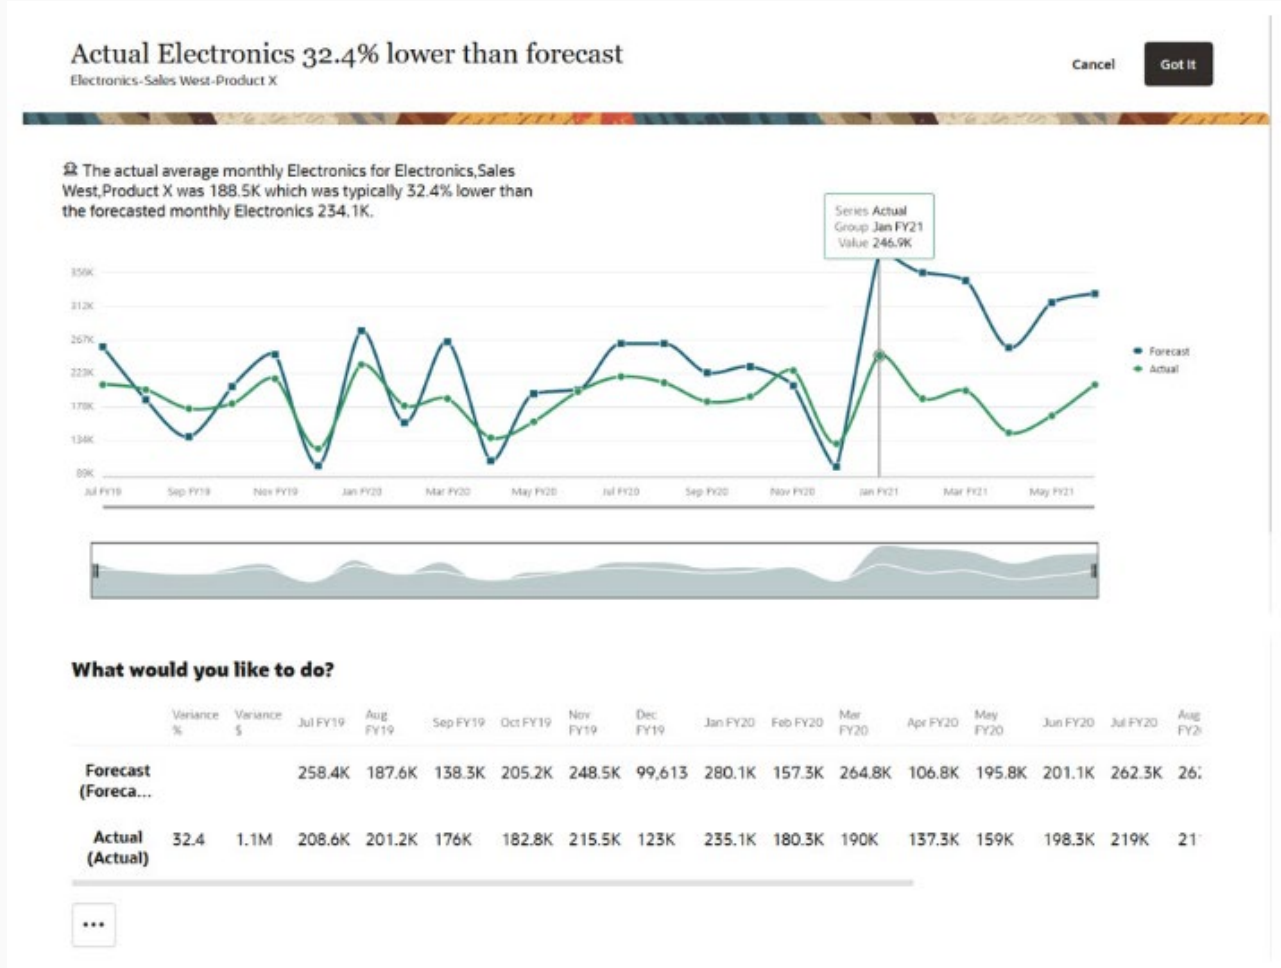 Actual Electronics 32.4% lower than forecast
Electronics-Sales West-Product X
Cancel
Got It
The actual average monthly Electronics for Electronics,Sales
West,Product X was 188.5K which was typically 32.4% lower than
the forecasted monthly Electronics 234.1K.
Series Actual
Group Jan FY21
Value 246.9K
356K
312K
267K
223K
178K
134K
89K
Forecast
Actual
Jul FY19 Sep FY19 Nov FY19 Jan FY20 Mar FY20 May FY20 Jul FY20 Sep FY20 Nov FY20 Jan FY21 Mar FY21 May FY21
What would you like to do?
Variance % Variance $ Jul FY19 Aug FY19 Sep FY19 Oct FY19 Nov FY19 Dec FY19 Jan FY20 Feb FY20 Mar FY20 Apr FY20 May FY20 Jun FY20 Jul FY20 Aug
Forecast (Foreca... 258.4K 187.6K 138.3K 205.2K 248.5K 99,613 280.1K 157.3K 264.8K 106.8K 195.8K 201.1K 262.3K
Actual (Actual) 32.4 1.1M 208.6K 201.2K 176K 182.8K 215.5K 123K 235.1K 180.3K 190K 137.3K 159K 198.3K 219K
...